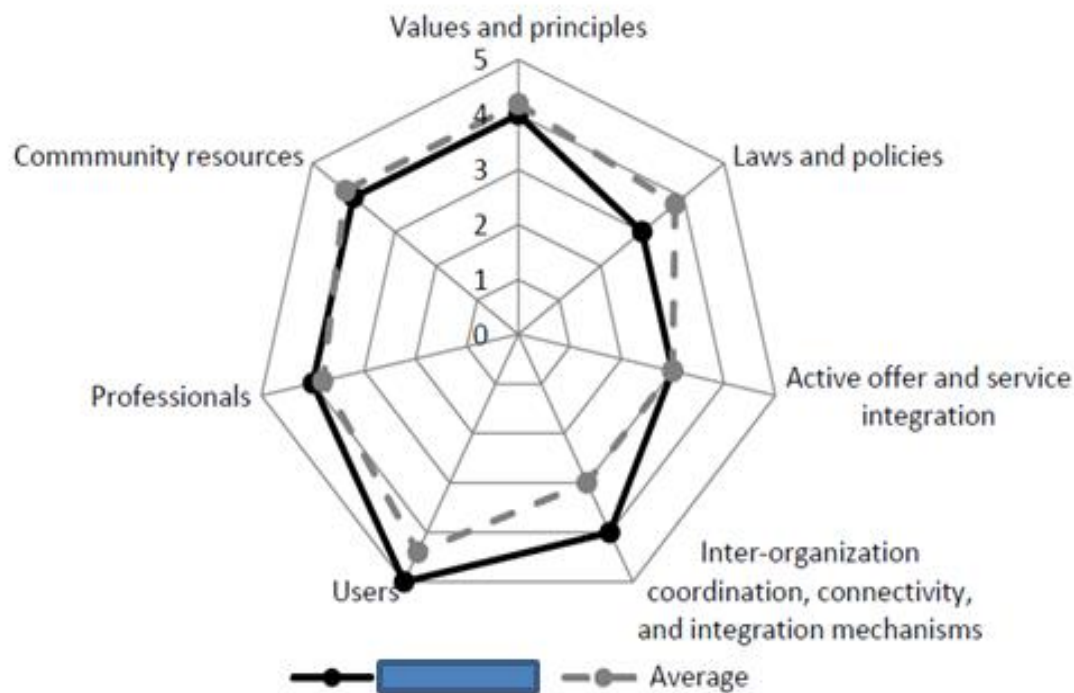 Values and principles
5
4
3
2
1
0
Commmunity resources
Laws and policies
Professionals
Active offer and service
integration
Users
Inter-organization
coordination, connectivity,
and integration mechanisms
Average